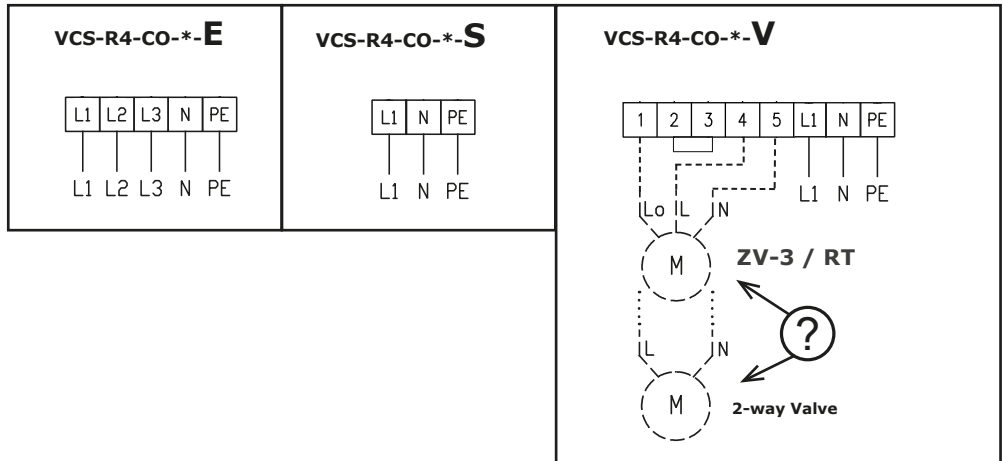 VCS-R4-CO-*-E
L1 L2 L3 N PE
L1 L2 L3 N PE
VCS-R4-CO-*-S
L1 N PE
L1 N PE
VCS-R4-CO-*-V
1 2 3 4 5 L1 N PE
L1 N PE
Lo L N
M
ZV-3 / RT
?
L N
M
2-way Valve